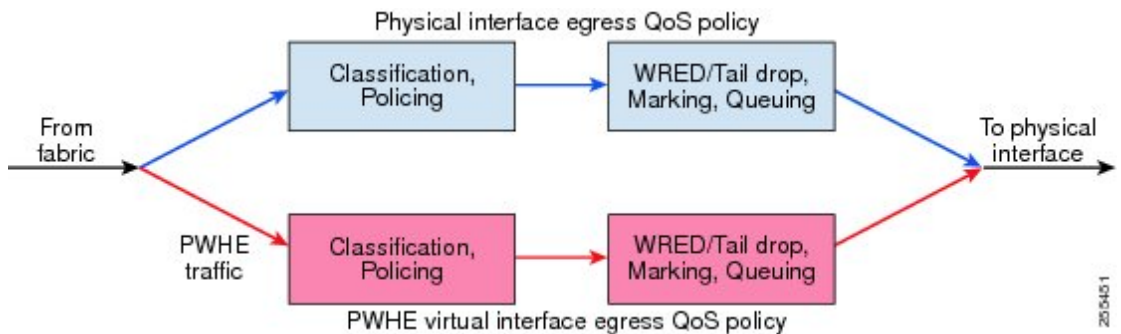 Physical interface egress QoS policy
Classification,
Policing
WRED/Tail drop,
Marking, Queuing
From
fabric
To physical
interface
PWHE
traffic
Classification,
Policing
WRED/Tail drop,
Marking, Queuing
PWHE virtual interface egress QoS policy
255451